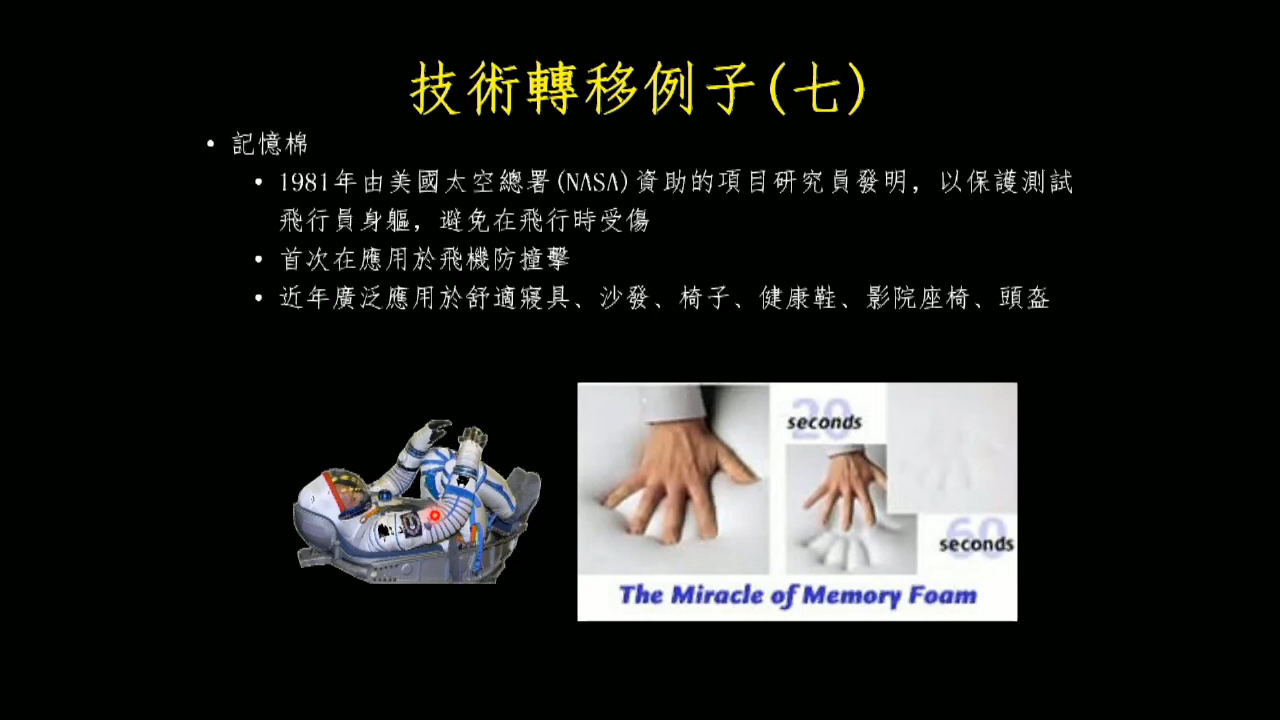 技術轉移例子(七)
• 記憶棉
• 1981年由美國太空總署(NASA)資助的項目研究員發明，以保護測試
飛行員身軀，避免在飛行時受傷
• 首次在應用於飛機防撞擊
• 近年廣泛應用於舒適寢具、沙發、椅子、健康鞋、影院座椅、頭盔
20
seconds
60
seconds
The Miracle of Memory Foam